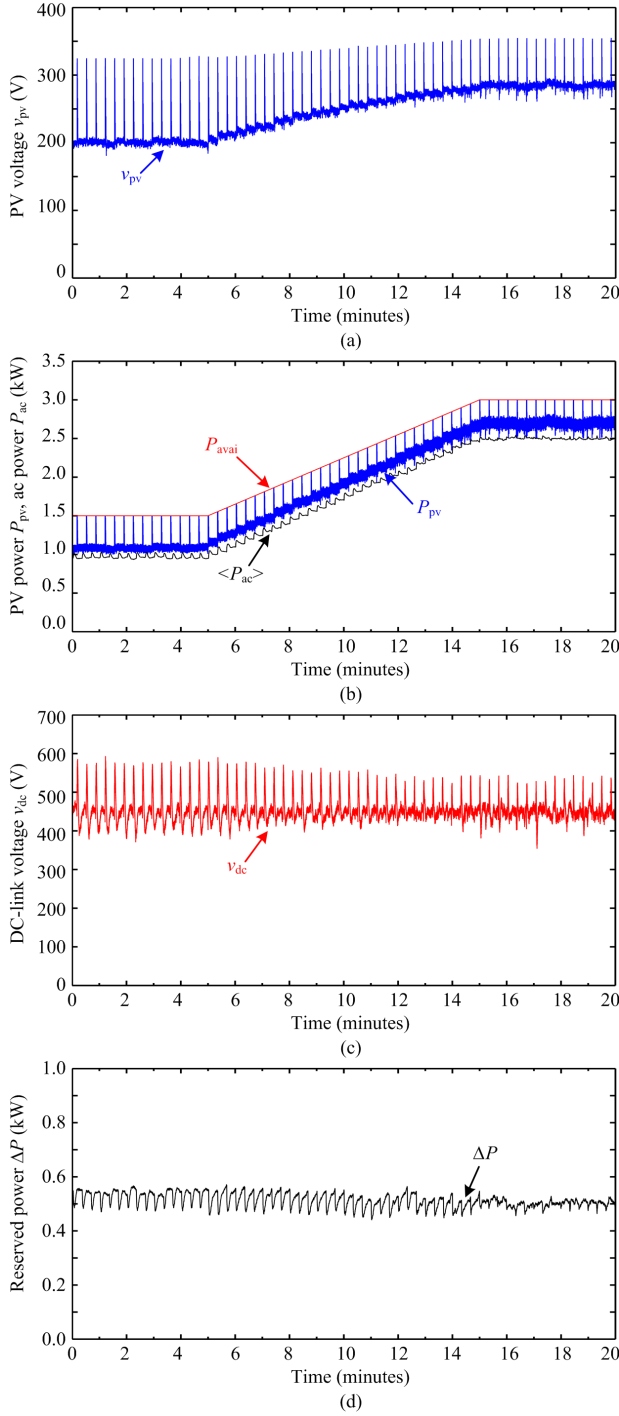 400
300
200
100
0
PV voltage vpv (V)
vpv
0 2 4 6 8 10 12 14 16 18 20
Time (minutes)
(a)
3.5
3.0
2.5
2.0
1.5
1.0
0.5
0.0
PV power Ppv, ac power Pac (kW)
Pavai
Ppv
<Pac>
0 2 4 6 8 10 12 14 16 18 20
Time (minutes)
(b)
700
600
500
400
300
200
100
0
DC-link voltage vdc (V)
vdc
0 2 4 6 8 10 12 14 16 18 20
Time (minutes)
(c)
1.0
0.8
0.6
0.4
0.2
0.0
Reserved power ΔP (kW)
ΔP
0 2 4 6 8 10 12 14 16 18 20
Time (minutes)
(d)